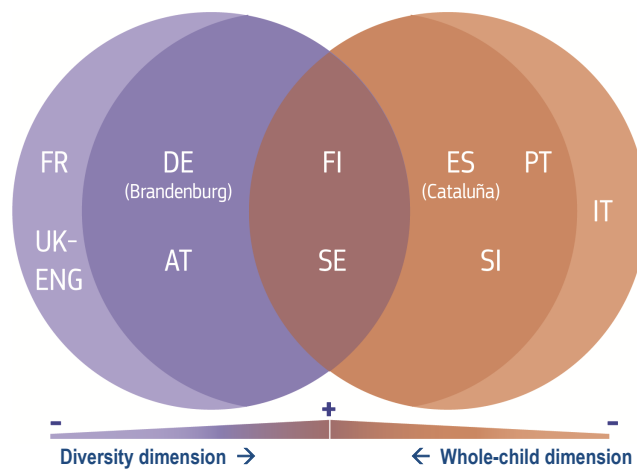 FR
DE
(Brandenburg)
FI
ES
(Cataluña)
PT
IT
UK-
ENG
AT
SE
SI
-
+
-
Diversity dimension →
← Whole-child dimension